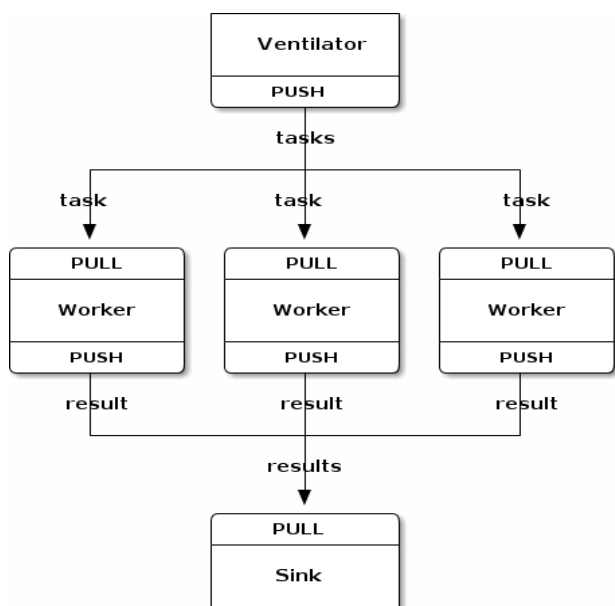 Ventilator
PUSH
tasks
task task task
PULL PULL PULL
Worker Worker Worker
PUSH PUSH PUSH
result result result
results
PULL
Sink